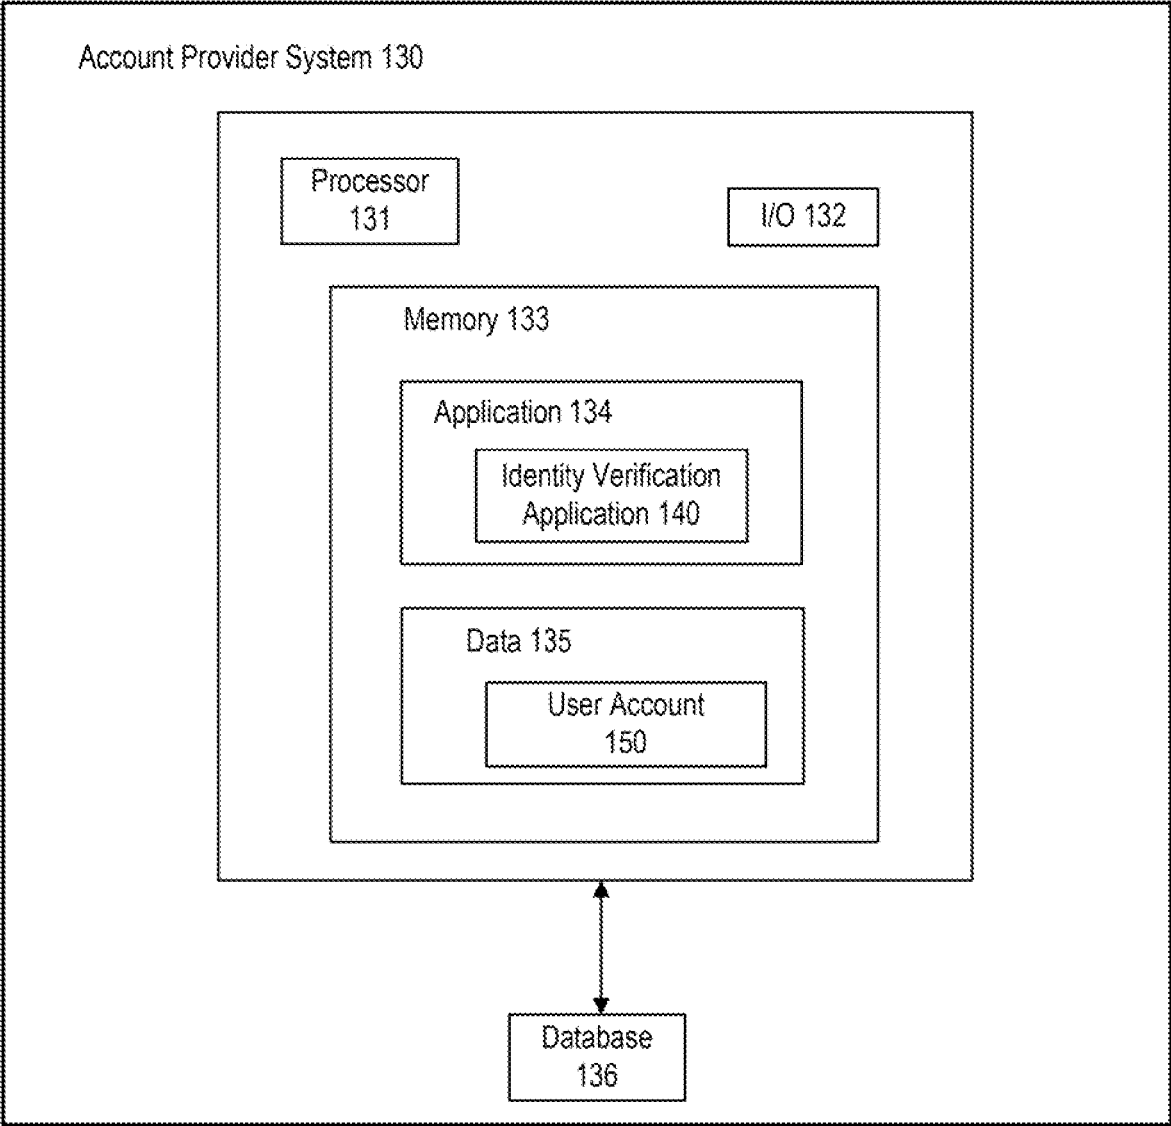 Account Provider System 130
Processor
131
I/O 132
Memory 133
Application 134
Identity Verification
Application 140
Data 135
User Account
150
Database
136